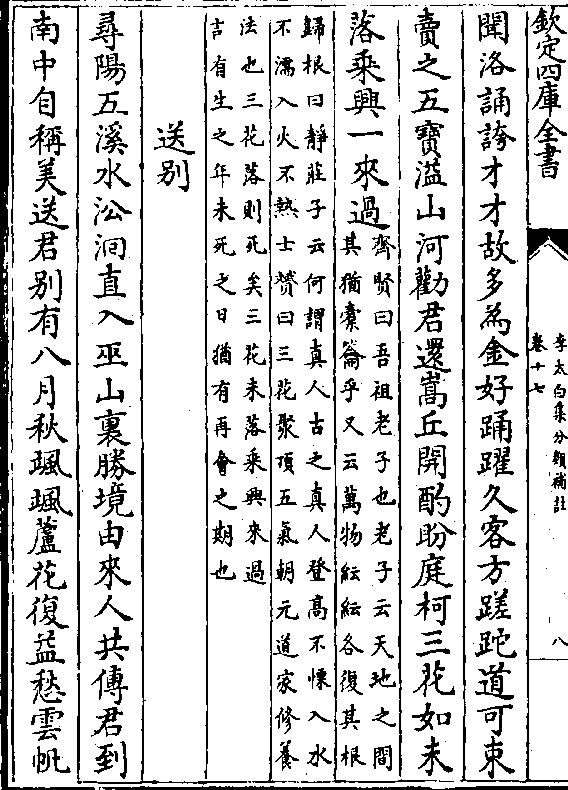 欽定四庫全書
李太白集分類補註
卷十七
八
聞洛誦誇才才故多為金好踊躍久客方蹉跎道可束
賣之五寳溢山河勸君還嵩丘開酌盼庭柯三花如未
落乘興一來過
齊賢曰吾祖老子也老子云天地之間
其猶橐籥乎又云萬物紜紜各復其根
歸根曰靜莊子云何謂真人古之真人登高不慄入水
不濡入火不熱士贇曰三花聚頂五氣朝元道家修養
法也三花落則死矣三花未落乘興來過
言有生之年未死之日猶有再會之期也
送别
尋陽五溪水沿洄直入巫山裏勝境由來人共傳君到
南中自稱美送君别有八月秋颯颯蘆花復益愁雲帆